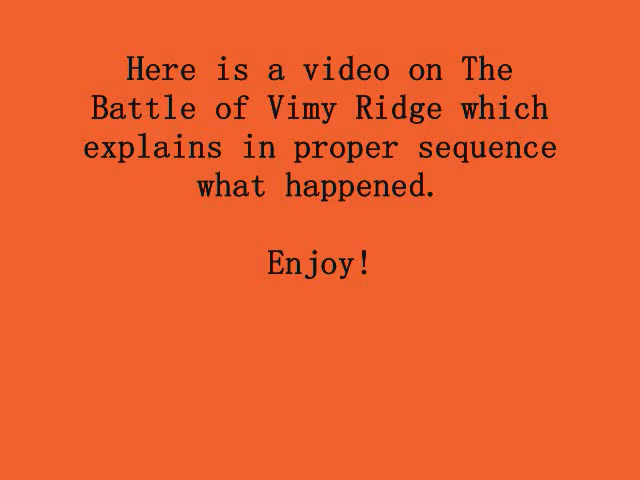 Here is a video on The
Battle of Vimy Ridge which
explains in proper sequence
what happened.
Enjoy!